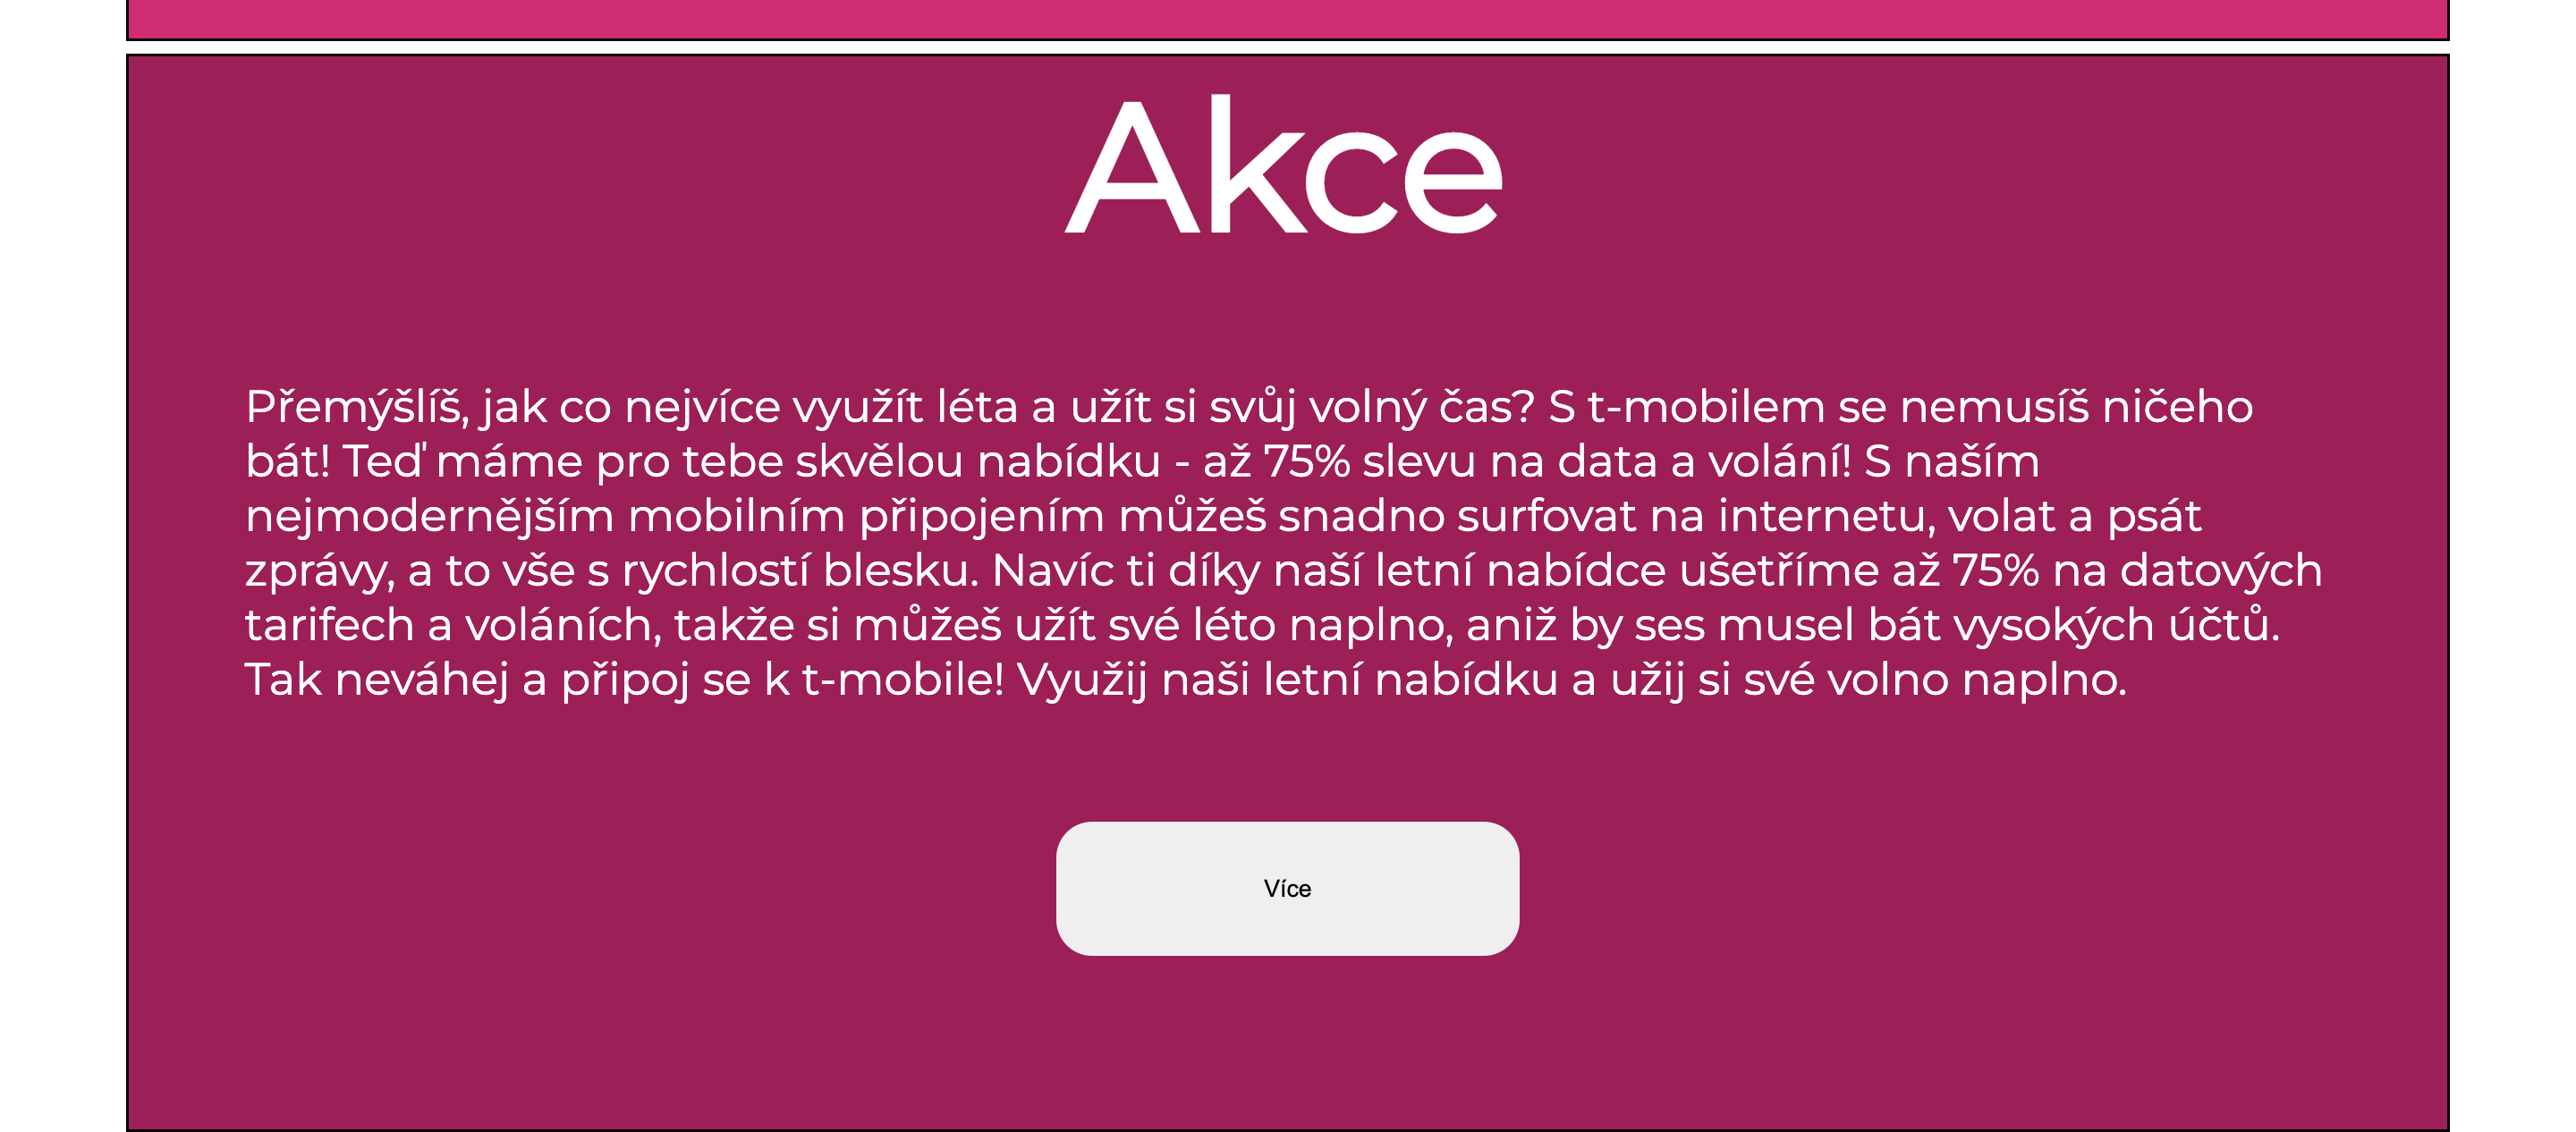 Akce
Přemýšlíš, jak co nejvíce využít léta a užít si svůj volný čas? S t-mobilem se nemusíš ničeho
bát! Teď máme pro tebe skvělou nabídku - až 75% slevu na data a volání! S naším
nejmodernějším mobilním připojením můžeš snadno surfovat na internetu, volat a psát
zprávy, a to vše s rychlostí blesku. Navíc ti díky naší letní nabídce ušetříme až 75% na datových
tarifech a voláních, takže si můžeš užít své léto naplno, aniž by ses musel bát vysokých účtů.
Tak neváhej a připoj se k t-mobile! Využij naši letní nabídku a užij si své volno naplno.
Více